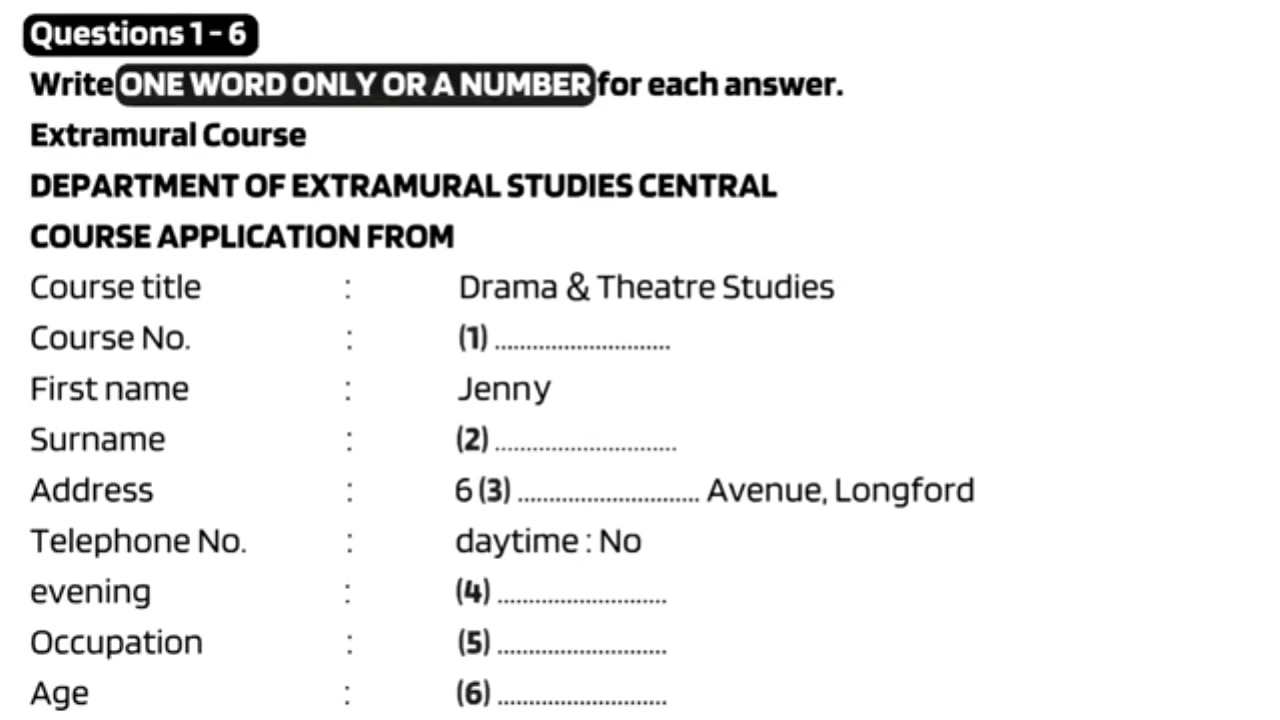 Questions 1 - 6
Write ONE WORD ONLY OR A NUMBER for each answer.
Extramural Course
DEPARTMENT OF EXTRAMURAL STUDIES CENTRAL
COURSE APPLICATION FROM
Course title : Drama & Theatre Studies
Course No. : (1) ............................
First name : Jenny
Surname : (2) .............................
Address : 6 (3) ............................. Avenue, Longford
Telephone No. : daytime : No
evening : (4) ...........................
Occupation : (5) ...........................
Age : (6) ...........................